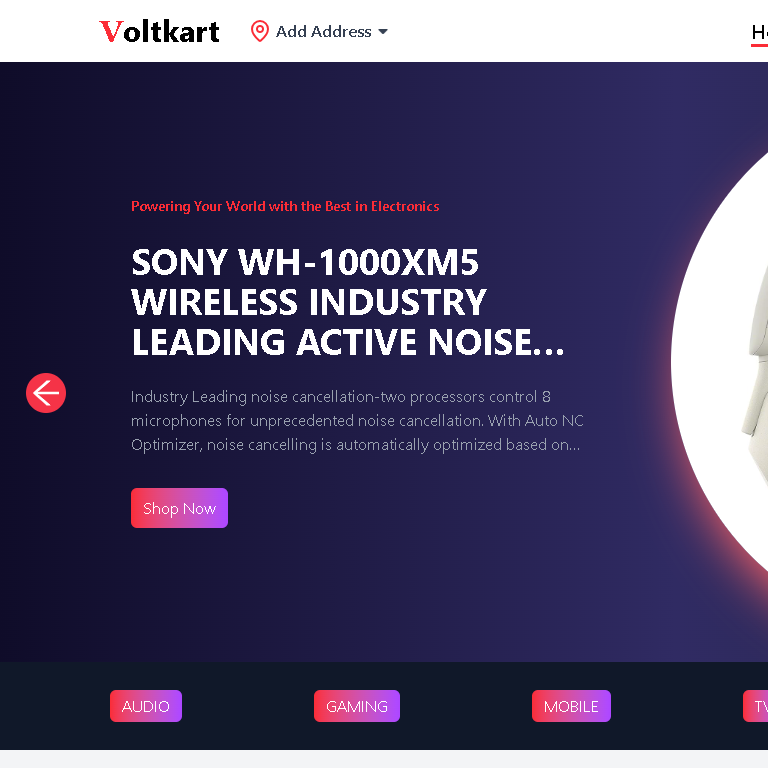 Voltkart
Add Address
Powering Your World with the Best in Electronics
SONY WH-1000XM5
WIRELESS INDUSTRY
LEADING ACTIVE NOISE...
Industry Leading noise cancellation-two processors control 8
microphones for unprecedented noise cancellation. With Auto NC
Optimizer, noise cancelling is automatically optimized based on...
Shop Now
AUDIO
GAMING
MOBILE